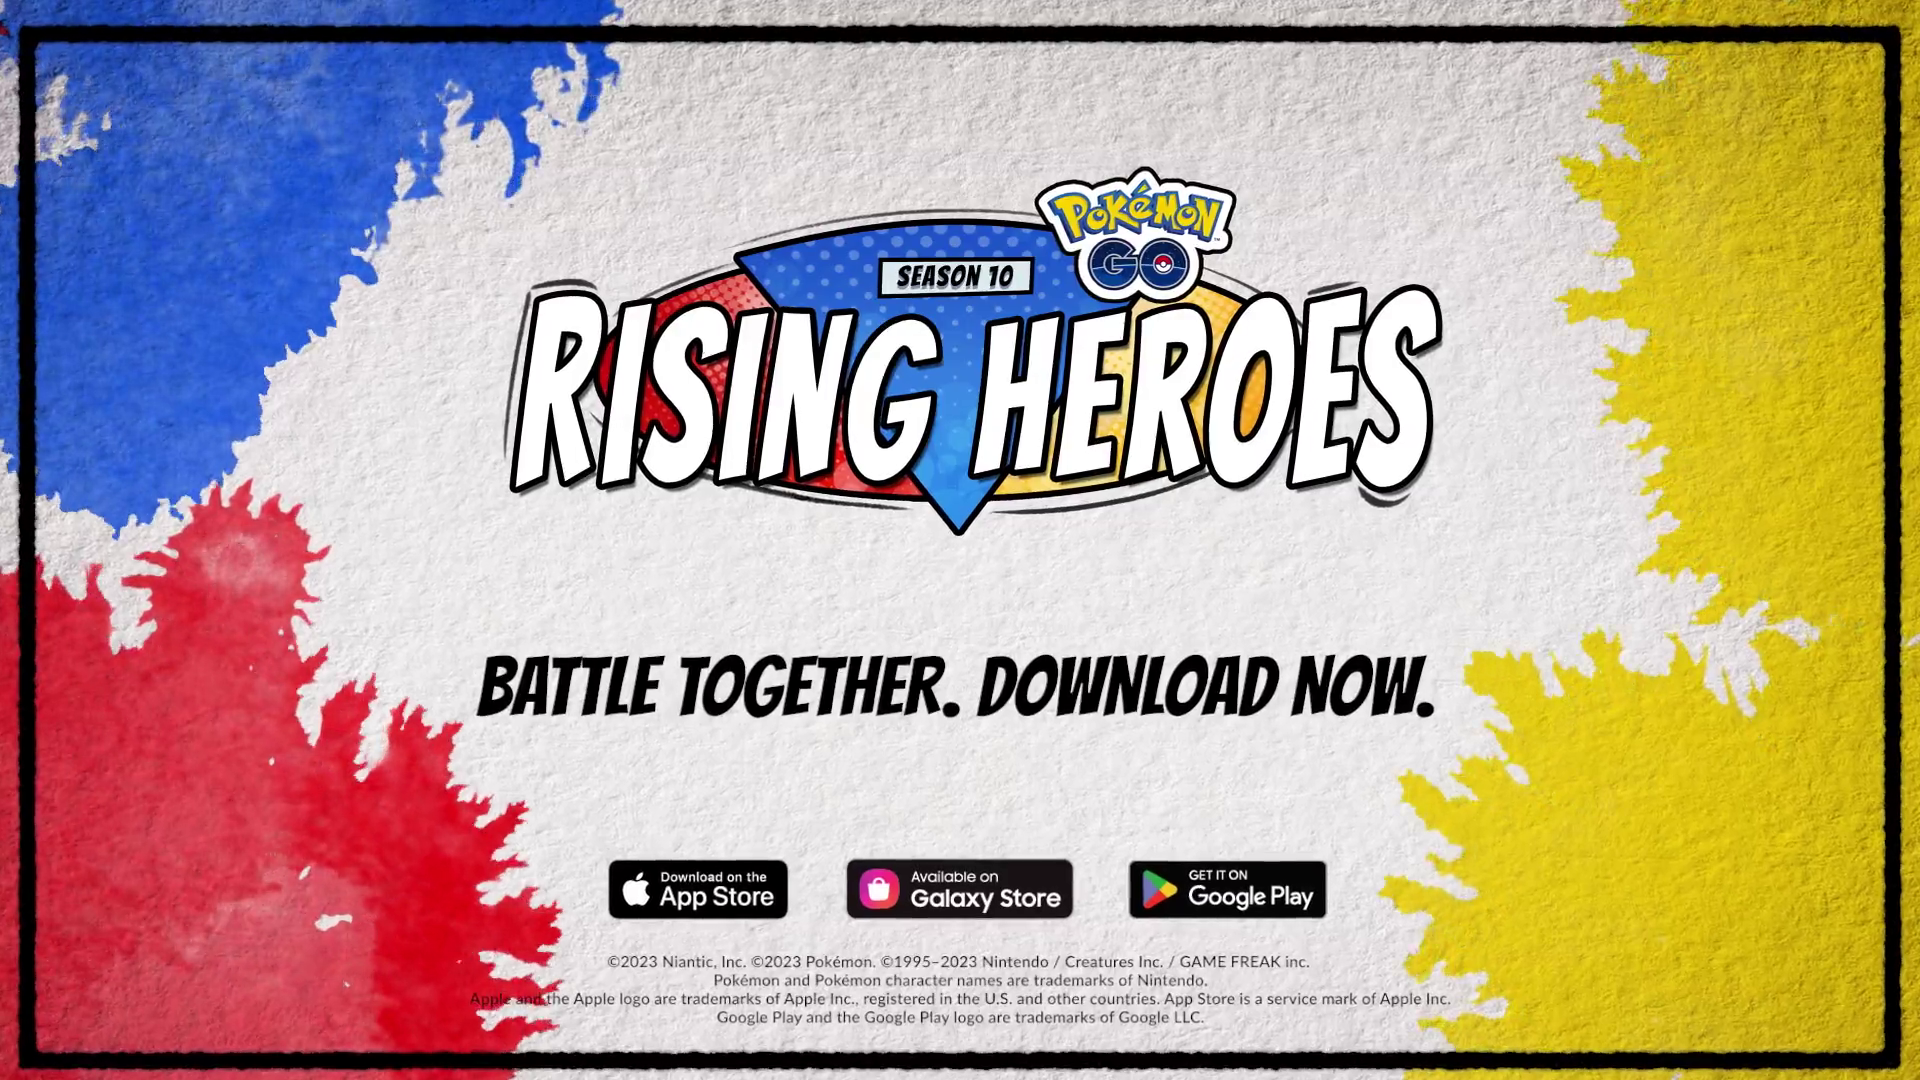 POKÉMON
GO
SEASON 10
RISING HEROES
BATTLE TOGETHER. DOWNLOAD NOW.
Download on the
App Store
Available on
Galaxy Store
GET IT ON
Google Play
©2023 Niantic, Inc. ©2023 Pokémon. ©1995–2023 Nintendo / Creatures Inc. / GAME FREAK inc.
Pokémon and Pokémon character names are trademarks of Nintendo.
Apple and the Apple logo are trademarks of Apple Inc., registered in the U.S. and other countries. App Store is a service mark of Apple Inc.
Google Play and the Google Play logo are trademarks of Google LLC.